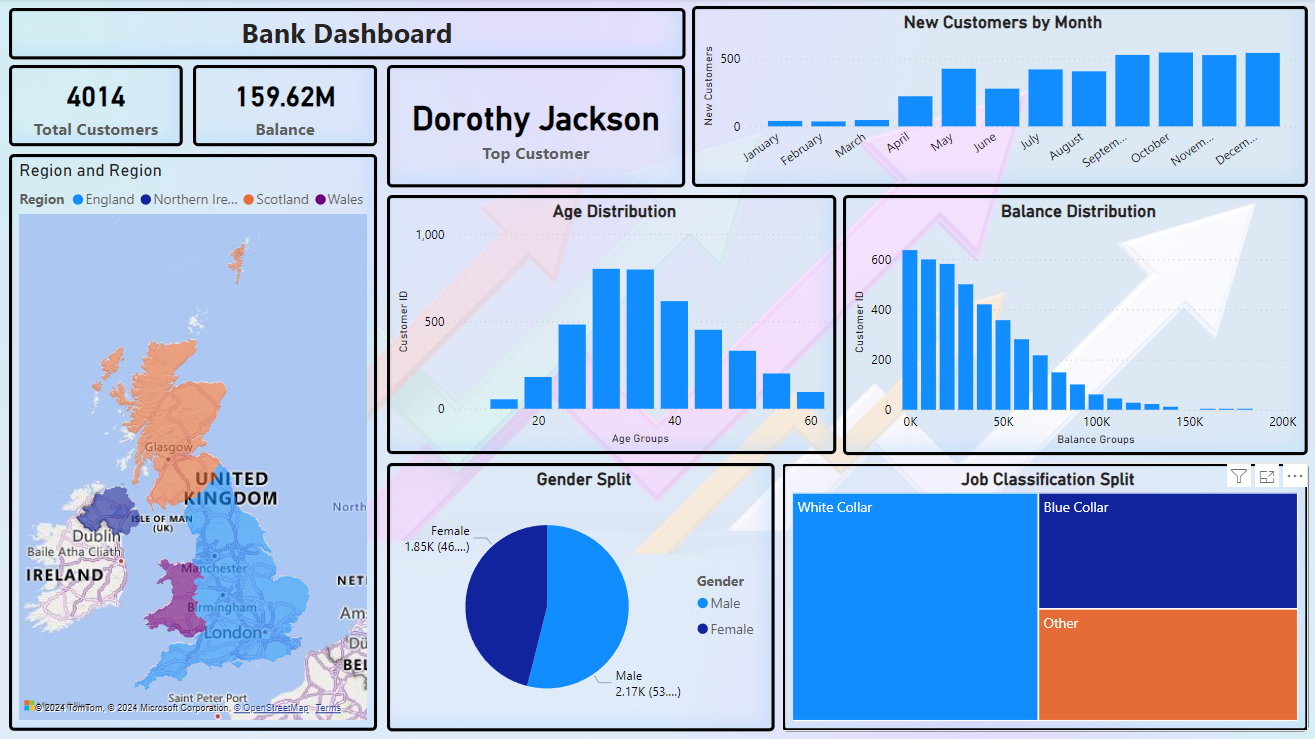 Bank Dashboard
4014
Total Customers
159.62M
Balance
Dorothy Jackson
Top Customer
New Customers by Month
New Customers
500
0
January
February
March
April
May
June
July
August
Septem...
October
Novem...
Decem...
Region and Region
Region England Northern Ire... Scotland Wales
Glasgow
UNITED
KINGDOM
North
ISLE OF MAN
(UK)
Dublin
Baile Atha Cliath
IRELAND
Manchester
NET
Birmingham
Am
London
Dü
BEL
Saint Peter Port
© 2024 TomTom, © 2024 Microsoft Corporation, © OpenStreetMap Terms
Age Distribution
Customer ID
1,000
500
0
20 40 60
Age Groups
Balance Distribution
Customer ID
600
400
200
0
0K 50K 100K 150K 200K
Balance Groups
Gender Split
Female
1.85K (46....)
Male
2.17K (53....)
Gender
Male
Female
Job Classification Split
White Collar
Blue Collar
Other